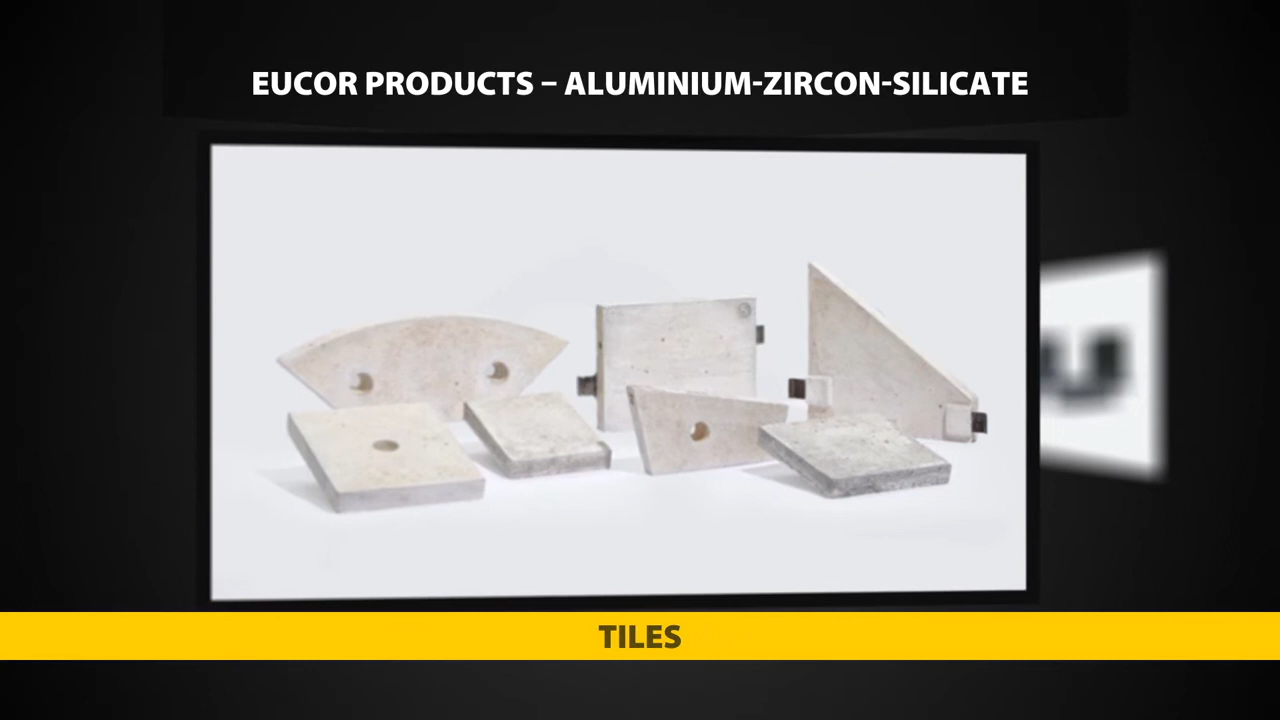 EUCOR PRODUCTS – ALUMINIUM-ZIRCON-SILICATE
TILES